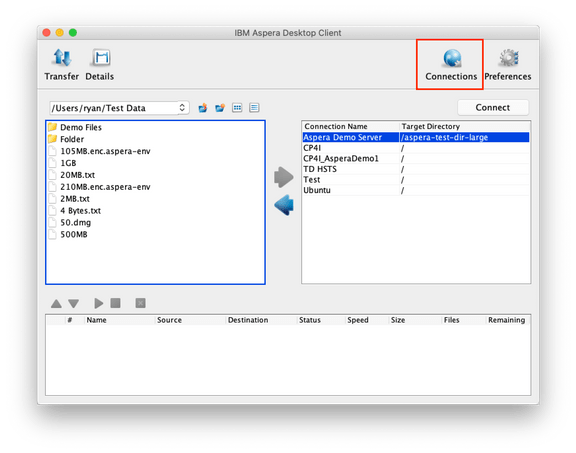 IBM Aspera Desktop Client
Transfer Details Connections Preferences
/Users/ryan/Test Data Connect
Demo Files
Folder
105MB.enc.aspera-env
1GB
20MB.txt
210MB.enc.aspera-env
2MB.txt
4 Bytes.txt
50.dmg
500MB
Connection Name Target Directory
Aspera Demo Server /aspera-test-dir-large
CP4I /
CP4I_AsperaDemo1 /
TD HSTS /
Test /
Ubuntu /
# Name Source Destination Status Speed Size Files Remaining